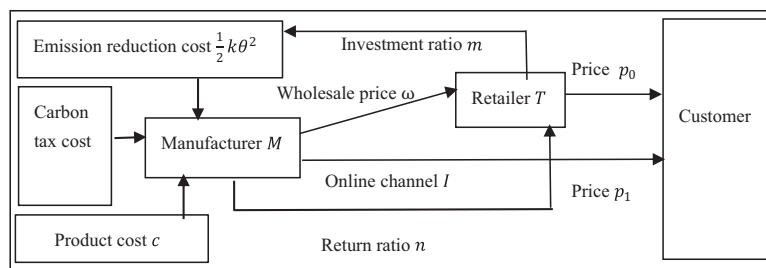 Emission reduction cost ½kθ²
Investment ratio m
Price p₀
Wholesale price ω
Retailer T
Carbon
tax cost
Manufacturer M
Customer
Online channel I
Price p₁
Product cost c
Return ratio n